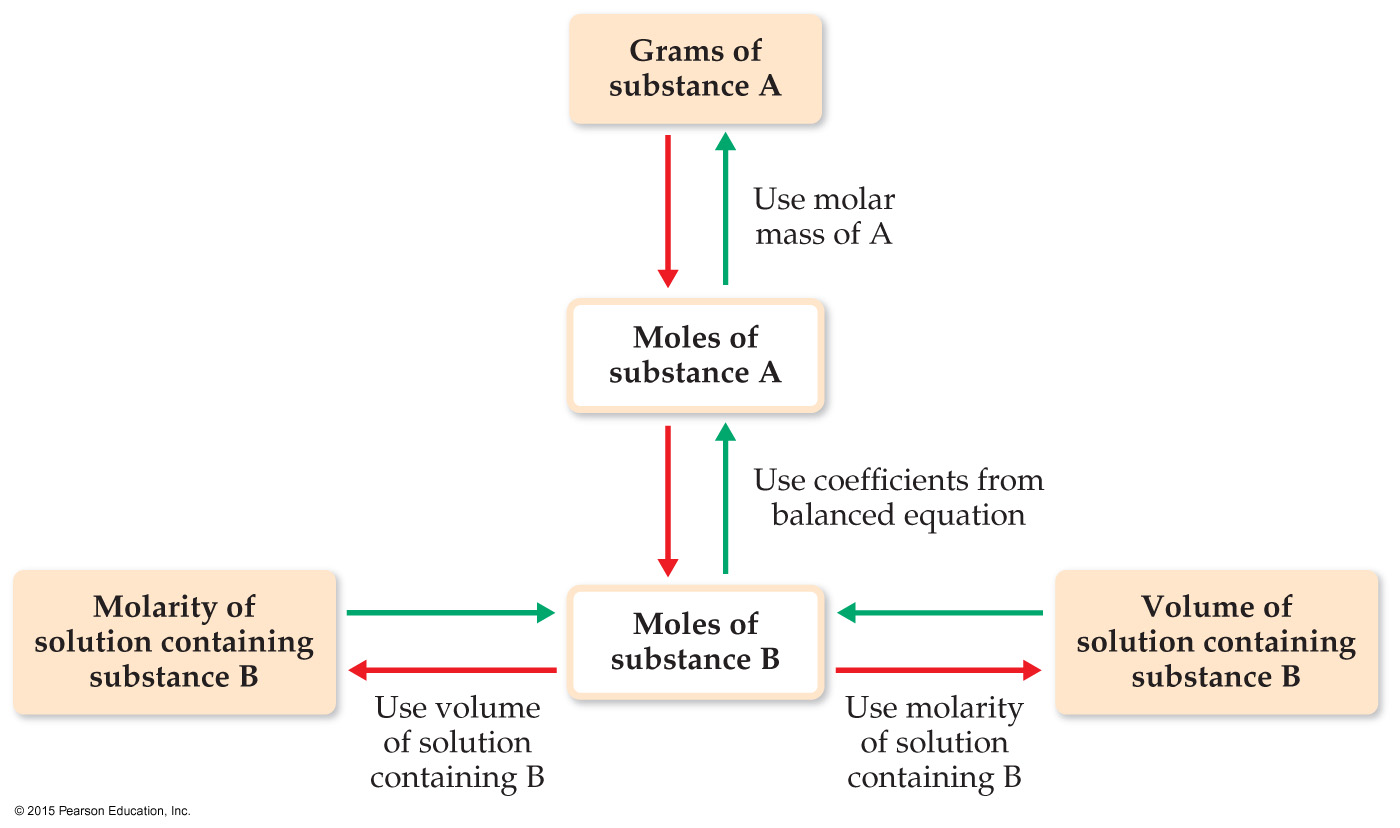 Grams of
substance A
Use molar
mass of A
Moles of
substance A
Use coefficients from
balanced equation
Molarity of
solution containing
substance B
Moles of
substance B
Volume of
solution containing
substance B
Use volume
of solution
containing B
Use molarity
of solution
containing B
© 2015 Pearson Education, Inc.